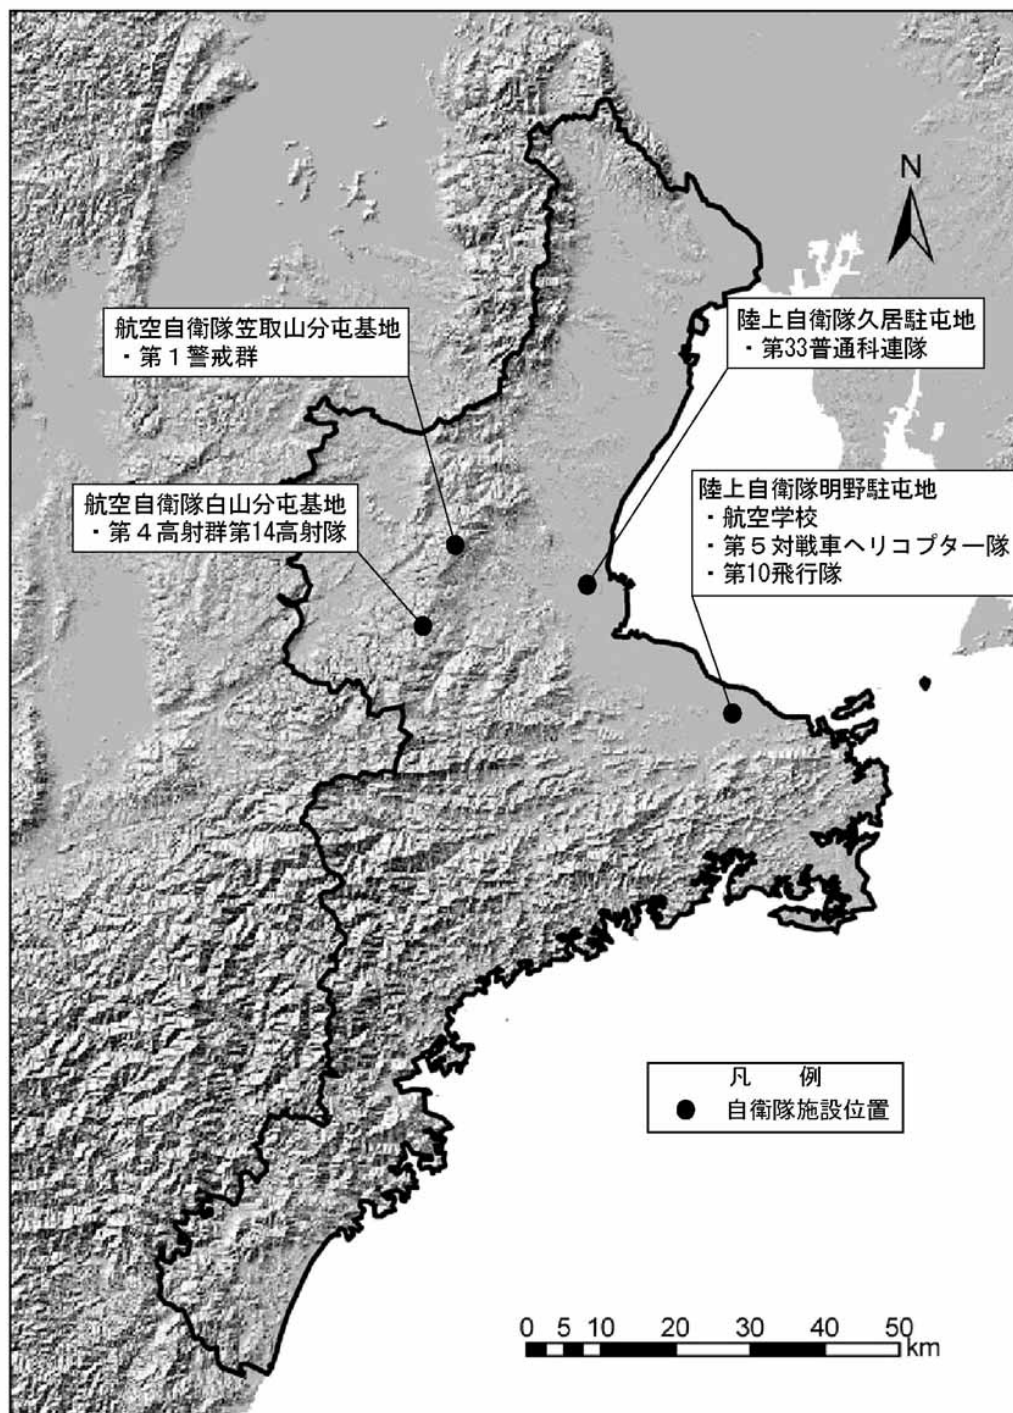 N
航空自衛隊笠取山分屯基地
・第１警戒群
陸上自衛隊久居駐屯地
・第33普通科連隊
航空自衛隊白山分屯基地
・第４高射群第14高射隊
陸上自衛隊明野駐屯地
・航空学校
・第５対戦車ヘリコプター隊
・第10飛行隊
凡　例
自衛隊施設位置
0 5 10 20 30 40 50
km